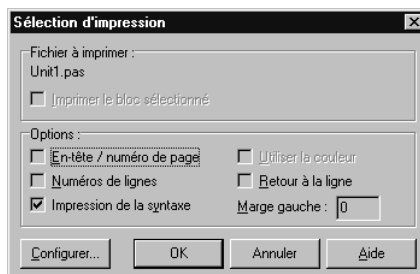 Sélection d'impression
Fichier à imprimer :
Unit1.pas
Imprimer le bloc sélectionné
Options :
En-tête / numéro de page
Utiliser la couleur
Numéros de lignes
Retour à la ligne
Impression de la syntaxe
Marge gauche : 0
Configurer...
OK
Annuler
Aide